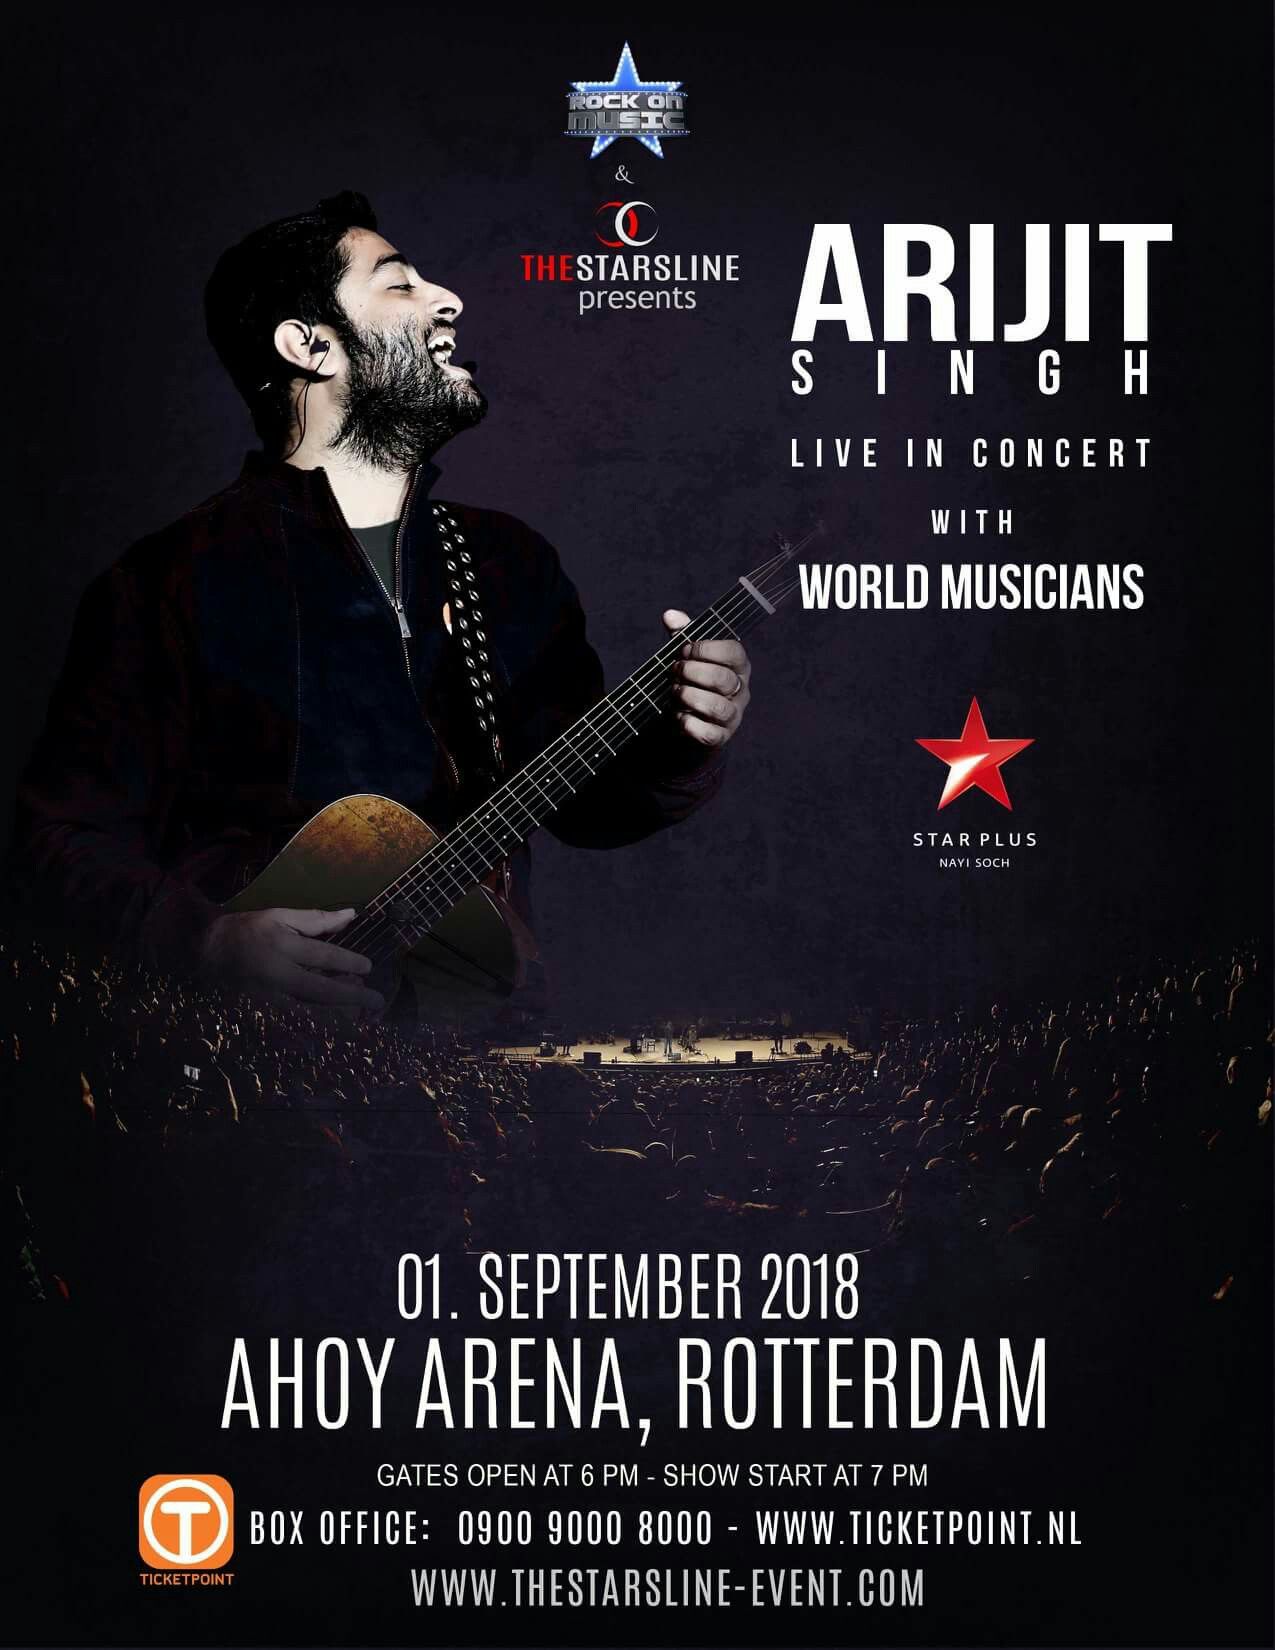 ROCK ON
MUSIC
&
THESTARSLINE
presents
ARIJIT
SINGH
LIVE IN CONCERT
WITH
WORLD MUSICIANS
STAR PLUS
NAYI SOCH
01. SEPTEMBER 2018
AHOY ARENA, ROTTERDAM
GATES OPEN AT 6 PM - SHOW START AT 7 PM
BOX OFFICE: 0900 9000 8000 - WWW.TICKETPOINT.NL
T
TICKETPOINT
WWW.THESTARSLINE-EVENT.COM